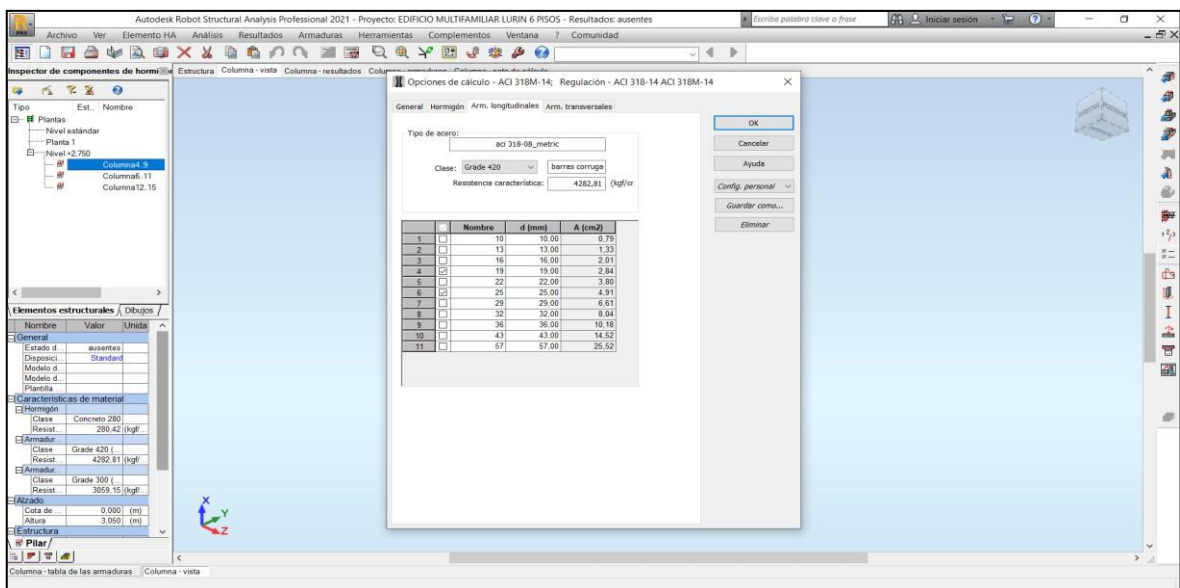 Autodesk Robot Structural Analysis Professional 2021 - Proyecto: EDIFICIO MULTIFAMILIAR LURIN 6 PISOS - Resultados: ausentes
Escriba palabra clave o frase
Iniciar sesión
PRO
Archivo Ver Elemento HA Análisis Resultados Armaduras Herramientas Complementos Ventana ? Comunidad
Inspector de componentes de hormi
Estructura Columna - vista Columna - resultados
Tipo Est... Nombre
Plantas
Nivel estándar
Planta 1
Nivel +2.750
Columna4..9
Columna6..11
Columna12..15
Elementos estructurales Dibujos
Nombre Valor Unida
General
Estado d... ausentes
Disposici... Standard
Modelo d...
Modelo d...
Plantilla ...
Características de material
Hormigón
Clase Concreto 280
Resist... 280,42 (kgf/...
Armadur...
Clase Grade 420 (...
Resist... 4282,81 (kgf/...
Armadur...
Clase Grade 300 (...
Resist... 3059,15 (kgf/...
Alzado
Cota de ... 0,000 (m)
Altura 3,050 (m)
Estructura
Pilar
Columna - tabla de las armaduras Columna - vista
X
Y
Z
Opciones de cálculo - ACI 318M-14; Regulación - ACI 318-14 ACI 318M-14
General Hormigón Arm. longitudinales Arm. transversales
Tipo de acero:
aci 318-08_metric
Clase: Grade 420 barras corruga
Resistencia característica: 4282,81 (kgf/cr
Nombre d (mm) A (cm2)
1 10 10,00 0,79
2 13 13,00 1,33
3 16 16,00 2,01
4 19 19,00 2,84
5 22 22,00 3,80
6 25 25,00 4,91
7 29 29,00 6,61
8 32 32,00 8,04
9 36 36,00 10,18
10 43 43,00 14,52
11 57 57,00 25,52
OK
Cancelar
Ayuda
Config. personal
Guardar como...
Eliminar